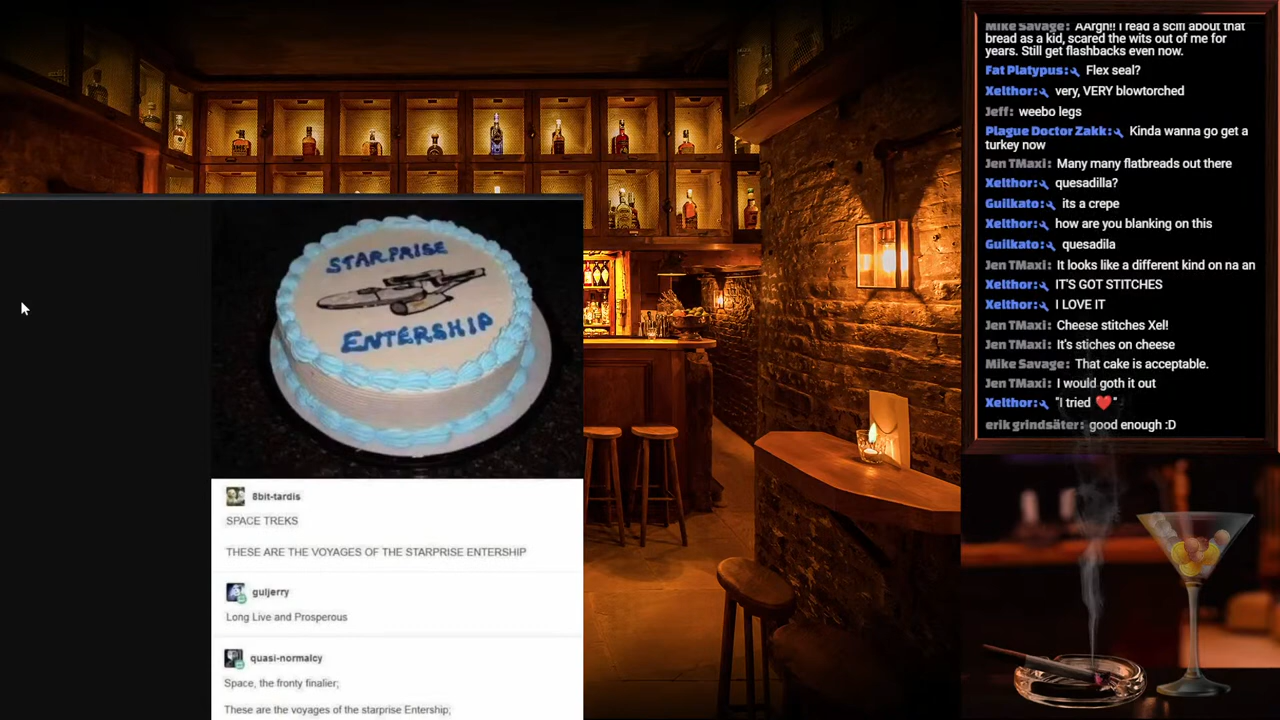 STARPRISE
ENTERSHIP
8bit-tardis
SPACE TREKS
THESE ARE THE VOYAGES OF THE STARPRISE ENTERSHIP
guljerry
Long Live and Prosperous
quasi-normalcy
Space, the fronty finalier;
These are the voyages of the starprise Entership;
Mike Savage: AArgh!! I read a scifi about that
bread as a kid, scared the wits out of me for
years. Still get flashbacks even now.
Fat Platypus: Flex seal?
Xelthor: very, VERY blowtorched
Jeff: weebo legs
Plague Doctor Zakk: Kinda wanna go get a
turkey now
Jen TMaxi: Many many flatbreads out there
Xelthor: quesadilla?
Guilkato: its a crepe
Xelthor: how are you blanking on this
Guilkato: quesadila
Jen TMaxi: It looks like a different kind on na an
Xelthor: IT'S GOT STITCHES
Xelthor: I LOVE IT
Jen TMaxi: Cheese stitches Xel!
Jen TMaxi: It's stiches on cheese
Mike Savage: That cake is acceptable.
Jen TMaxi: I would goth it out
Xelthor: "I tried ❤️"
erik grindsäter: good enough :D